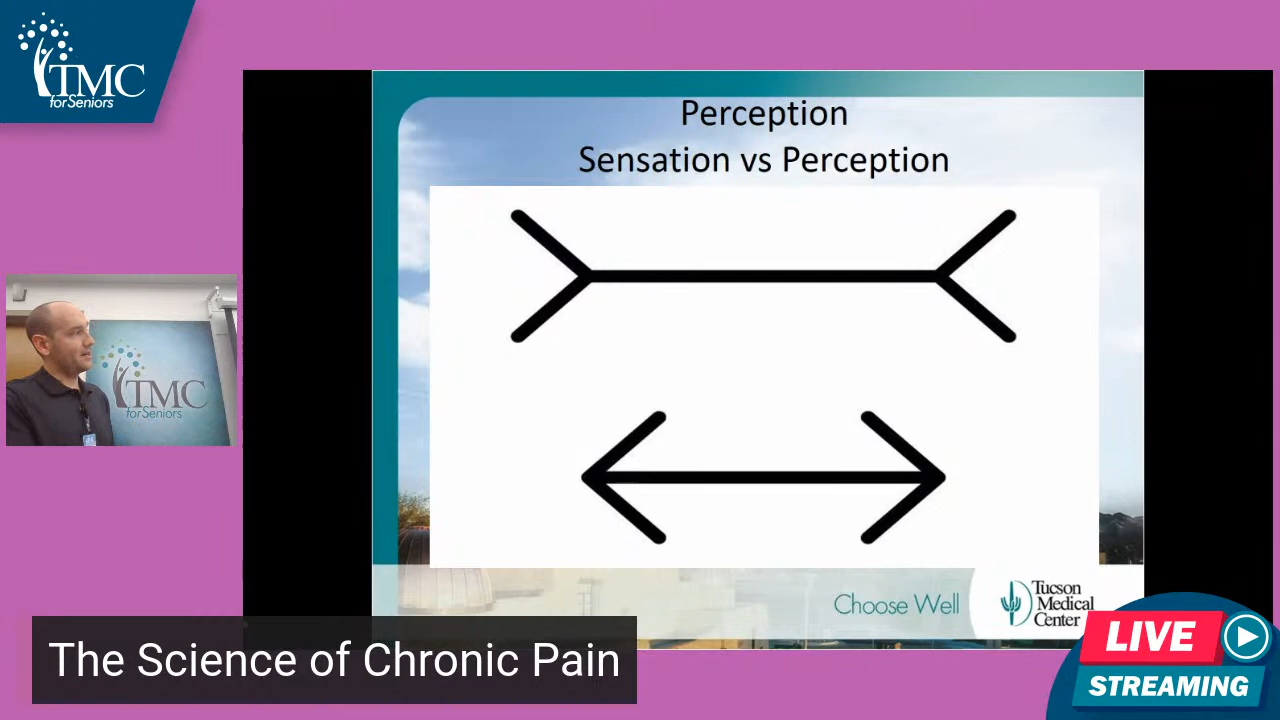 TMC
for Seniors
Perception
Sensation vs Perception
TMC
for Seniors
Choose Well
Tucson
Medical
Center
The Science of Chronic Pain
LIVE
STREAMING